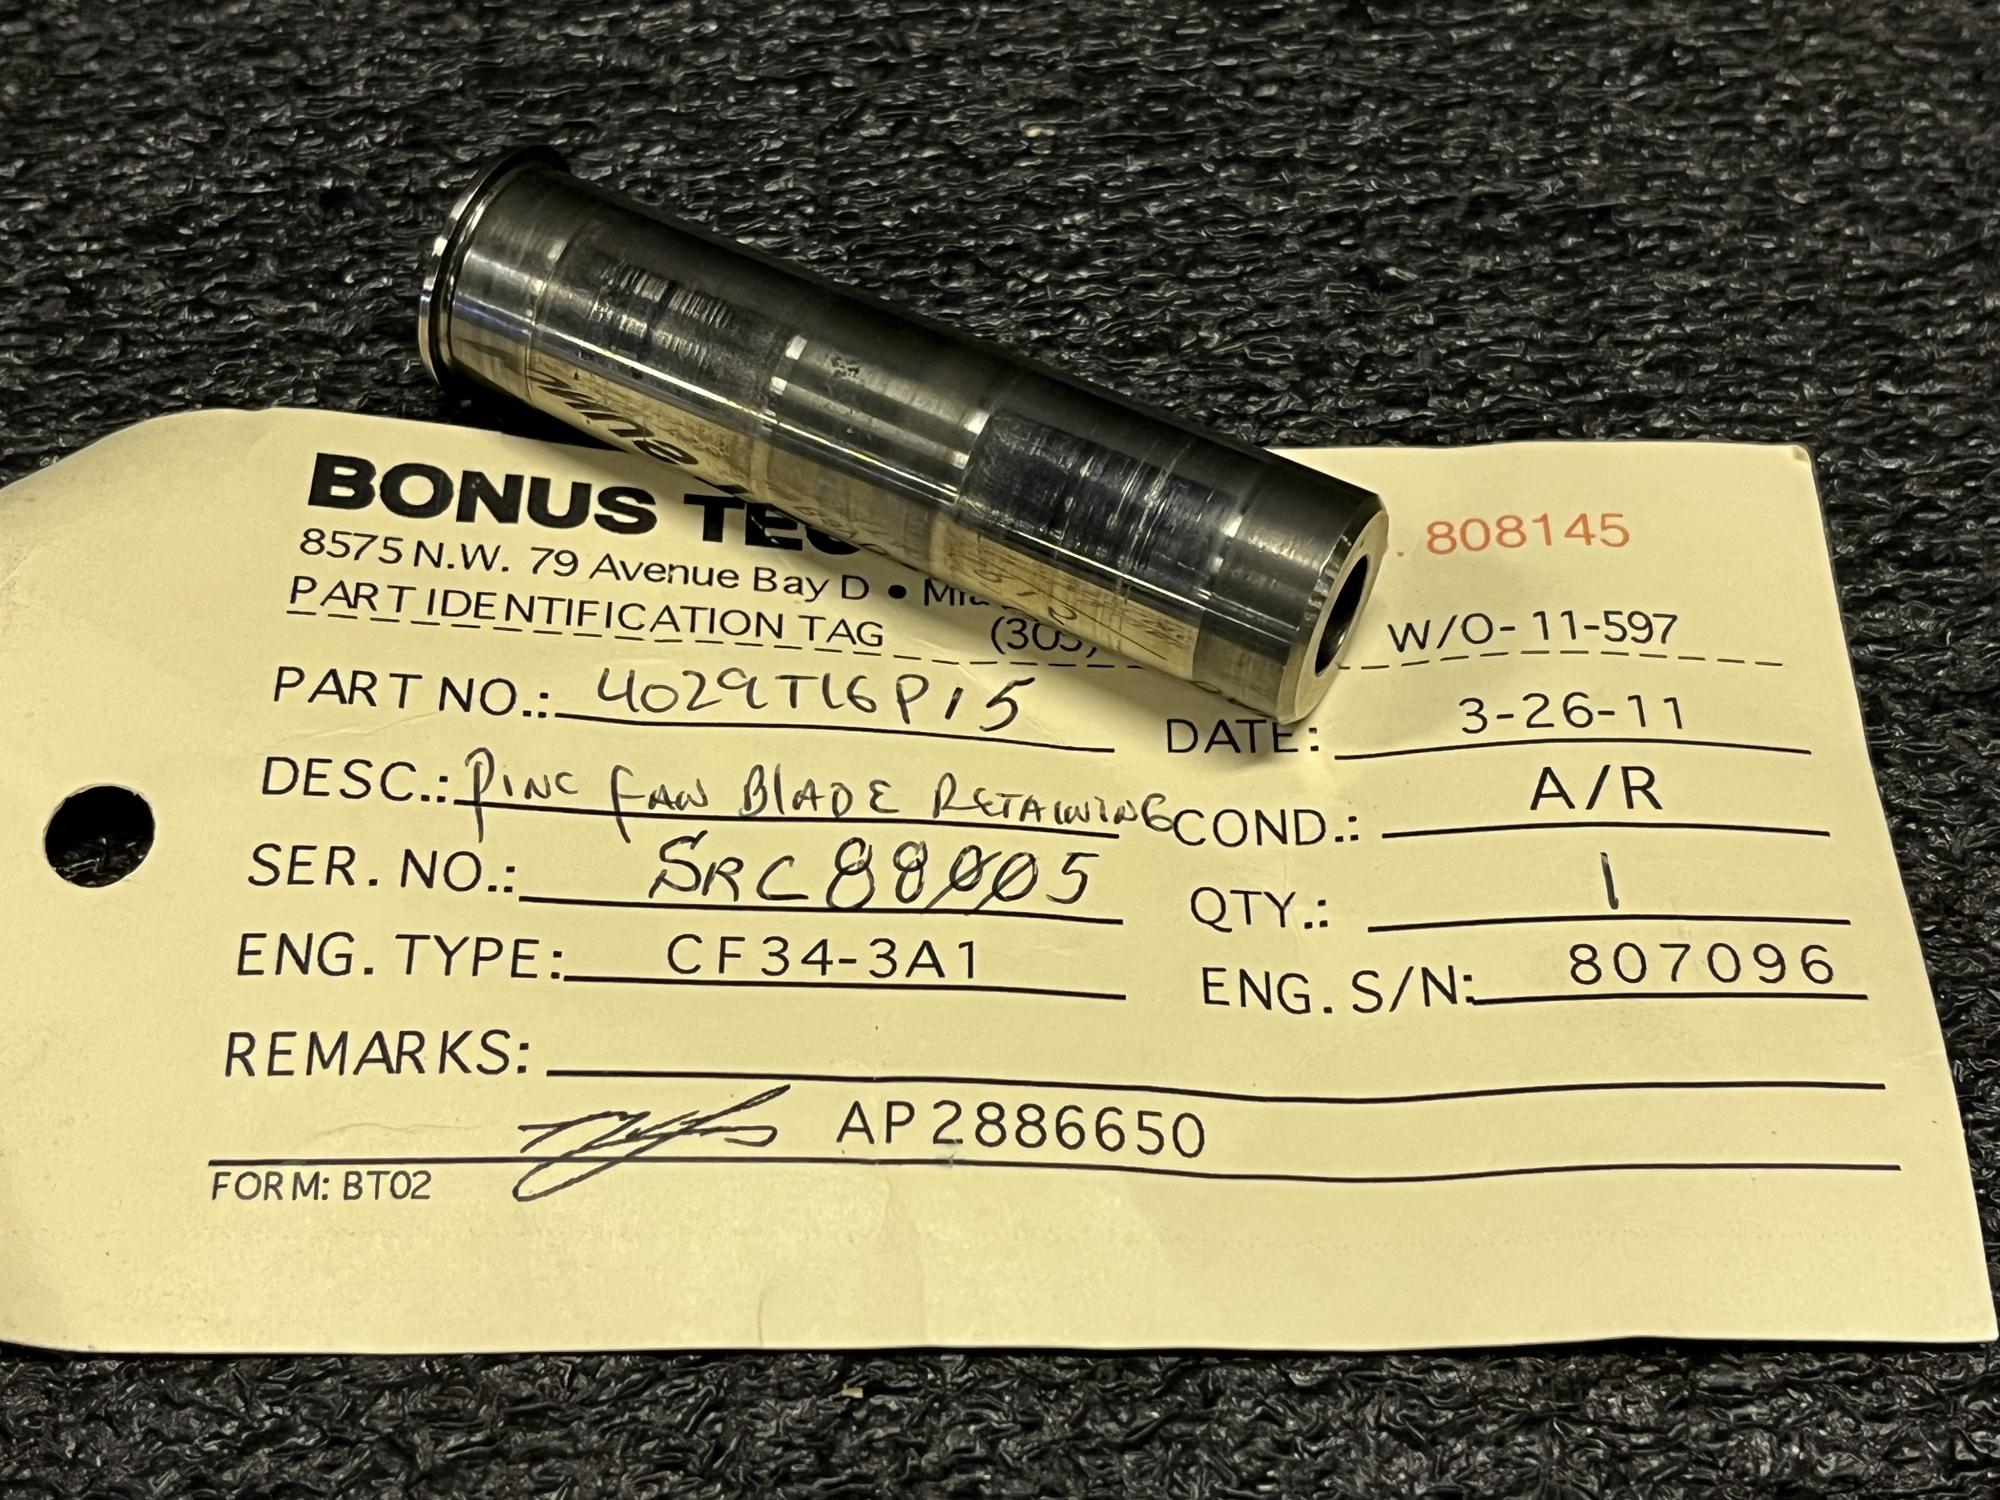 BONUS TEC
. 808145
8575 N.W. 79 Avenue Bay D • Mia
PART IDENTIFICATION TAG (305) W/O- 11-597
PART NO.: 4029T16P15 DATE: 3-26-11
DESC.: PINC FAN BLADE RETAINING COND.: A/R
SER. NO.: SRC88005 QTY.: 1
ENG. TYPE: CF34-3A1 ENG. S/N: 807096
REMARKS:
AP2886650
FORM: BT02